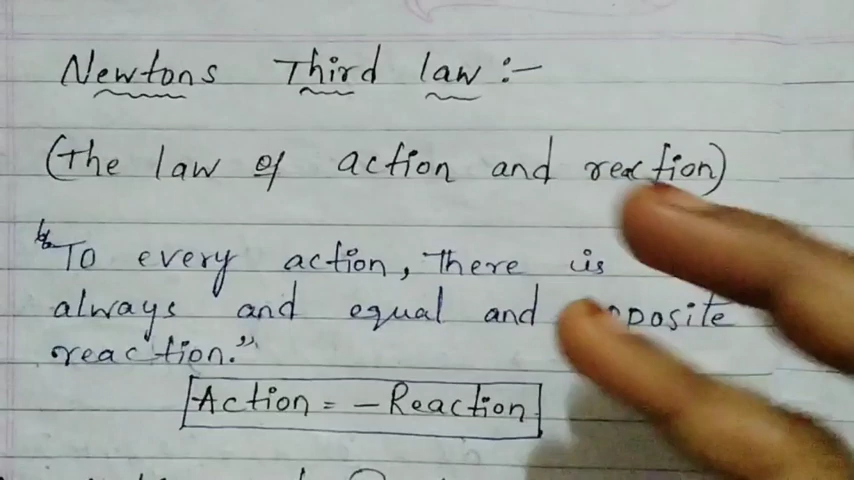 Newtons Third law :-
(The law of action and reaction)
"To every action, There is
always and equal and opposite
reaction."
Action = - Reaction